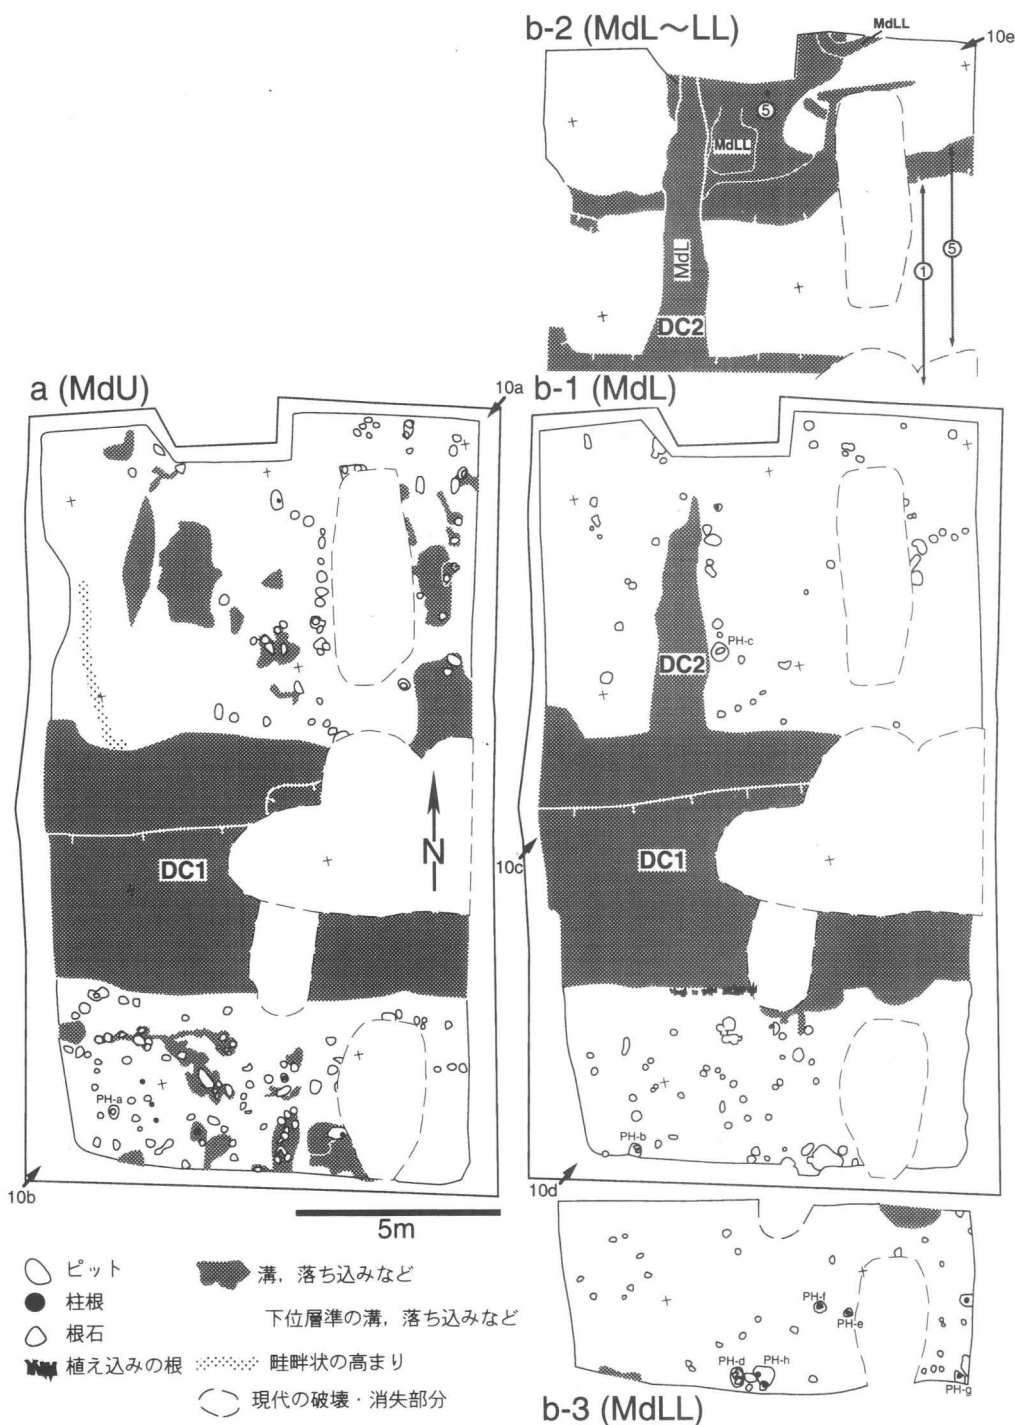 b-2 (MdL～LL)
MdLL
10e
⑤
MdLL
MdL
DC2
①
⑤
a (MdU)
10a
b-1 (MdL)
DC2
PH-c
DC1
N
10c
DC1
PH-a
10b
PH-b
10d
5m
ピット
柱根
根石
植え込みの根
溝，落ち込みなど
下位層準の溝，落ち込みなど
畦畔状の高まり
現代の破壊・消失部分
PH-f
PH-e
PH-d
PH-h
PH-g
b-3 (MdLL)